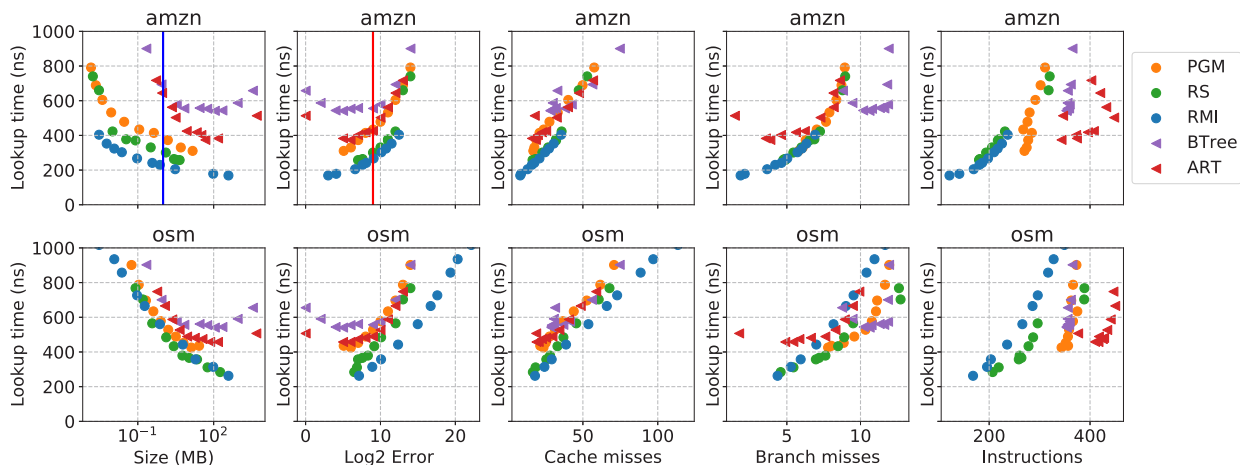 amzn amzn amzn amzn amzn
1000
800
600
400
200
0
Lookup time (ns) Lookup time (ns) Lookup time (ns) Lookup time (ns) Lookup time (ns)
PGM
RS
RMI
BTree
ART
osm osm osm osm osm
1000
800
600
400
200
0
Lookup time (ns) Lookup time (ns) Lookup time (ns) Lookup time (ns) Lookup time (ns)
10⁻¹ 10² 0 10 20 50 100 5 10 200 400
Size (MB) Log2 Error Cache misses Branch misses Instructions